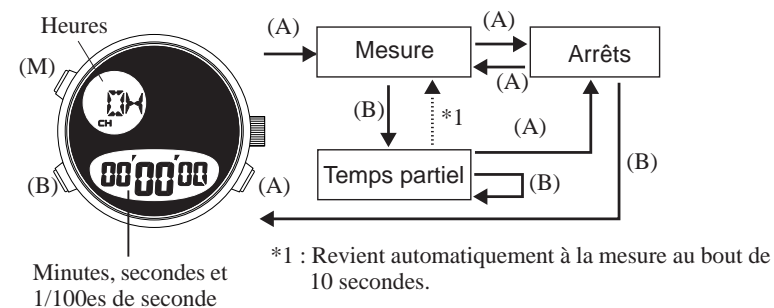 Heures
(M)
0H
CH
00'00'00
(B)
(A)
Minutes, secondes et
1/100es de seconde
(A)
Mesure
(A)
(A)
Arrêts
(B)
*1
(A)
(B)
Temps partiel
(B)
*1 : Revient automatiquement à la mesure au bout de
10 secondes.